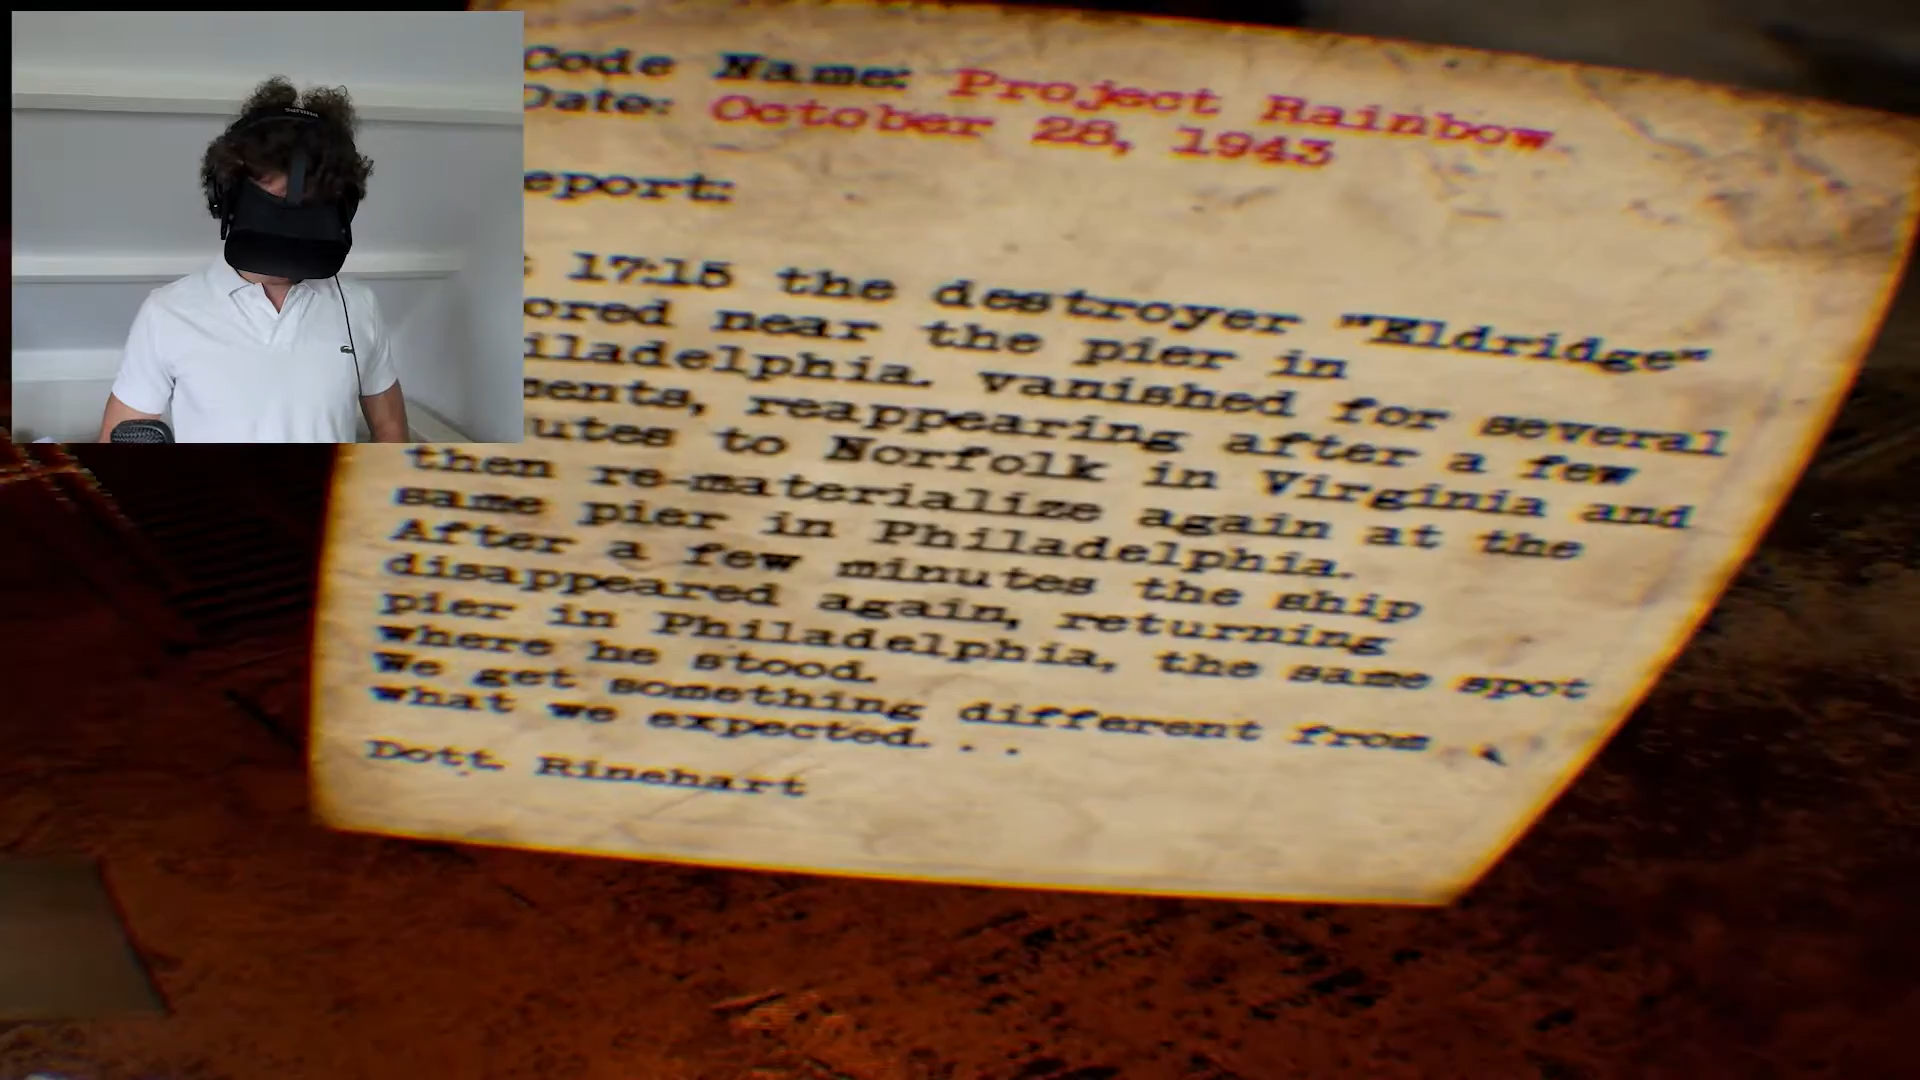 Code Name: Project Rainbow
Date: October 28, 1943
eport:
17:15 the destroyer "Eldridge"
ored near the pier in
iladelphia. vanished for several
ents, reappearing after a few
utes to Norfolk in Virginia and
then re-materialize again at the
same pier in Philadelphia.
After a few minutes the ship
disappeared again, returning
pier in Philadelphia, the same spot
where he stood.
We get something different from
what we expected. . .
Dott. Rinehart